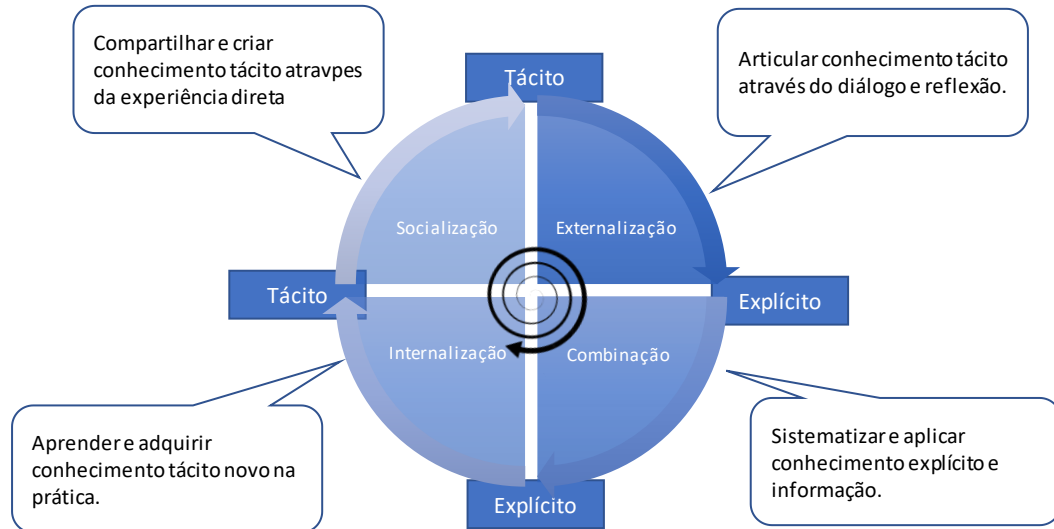 Compartilhar e criar
conhecimento tácito atravpes
da experiência direta
Tácito
Articular conhecimento tácito
através do diálogo e reflexão.
Socialização
Externalização
Tácito
Explícito
Internalização
Combinação
Aprender e adquirir
conhecimento tácito novo na
prática.
Explícito
Sistematizar e aplicar
conhecimento explícito e
informação.